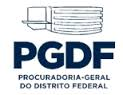 PGDF
PROCURADORIA-GERAL
DO DISTRITO FEDERAL